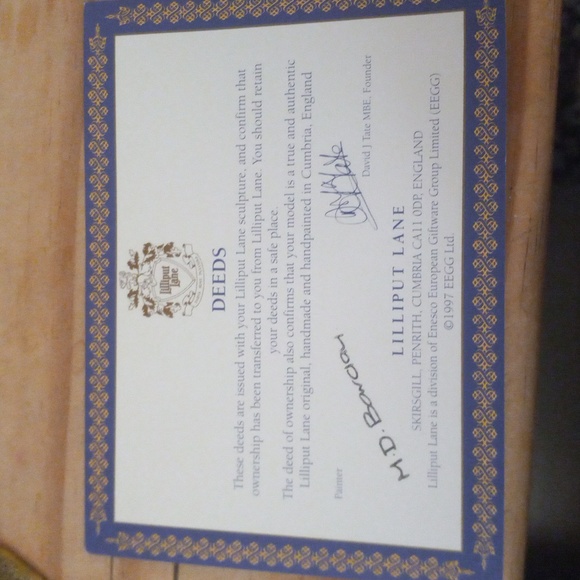 Lilliput
Lane
DEEDS
These deeds are issued with your Lilliput Lane sculpture, and confirm that
ownership has been transferred to you from Lilliput Lane. You should retain
your deeds in a safe place.
The deed of ownership also confirms that your model is a true and authentic
Lilliput Lane original, handmade and handpainted in Cumbria, England
Painter
M.D.
David J Tate MBE, Founder
LILLIPUT LANE
SKIRSGILL, PENRITH, CUMBRIA CA11 0DP, ENGLAND
Lilliput Lane is a division of Enesco European Giftware Group Limited (EEGG)
©1997 EEGG Ltd.